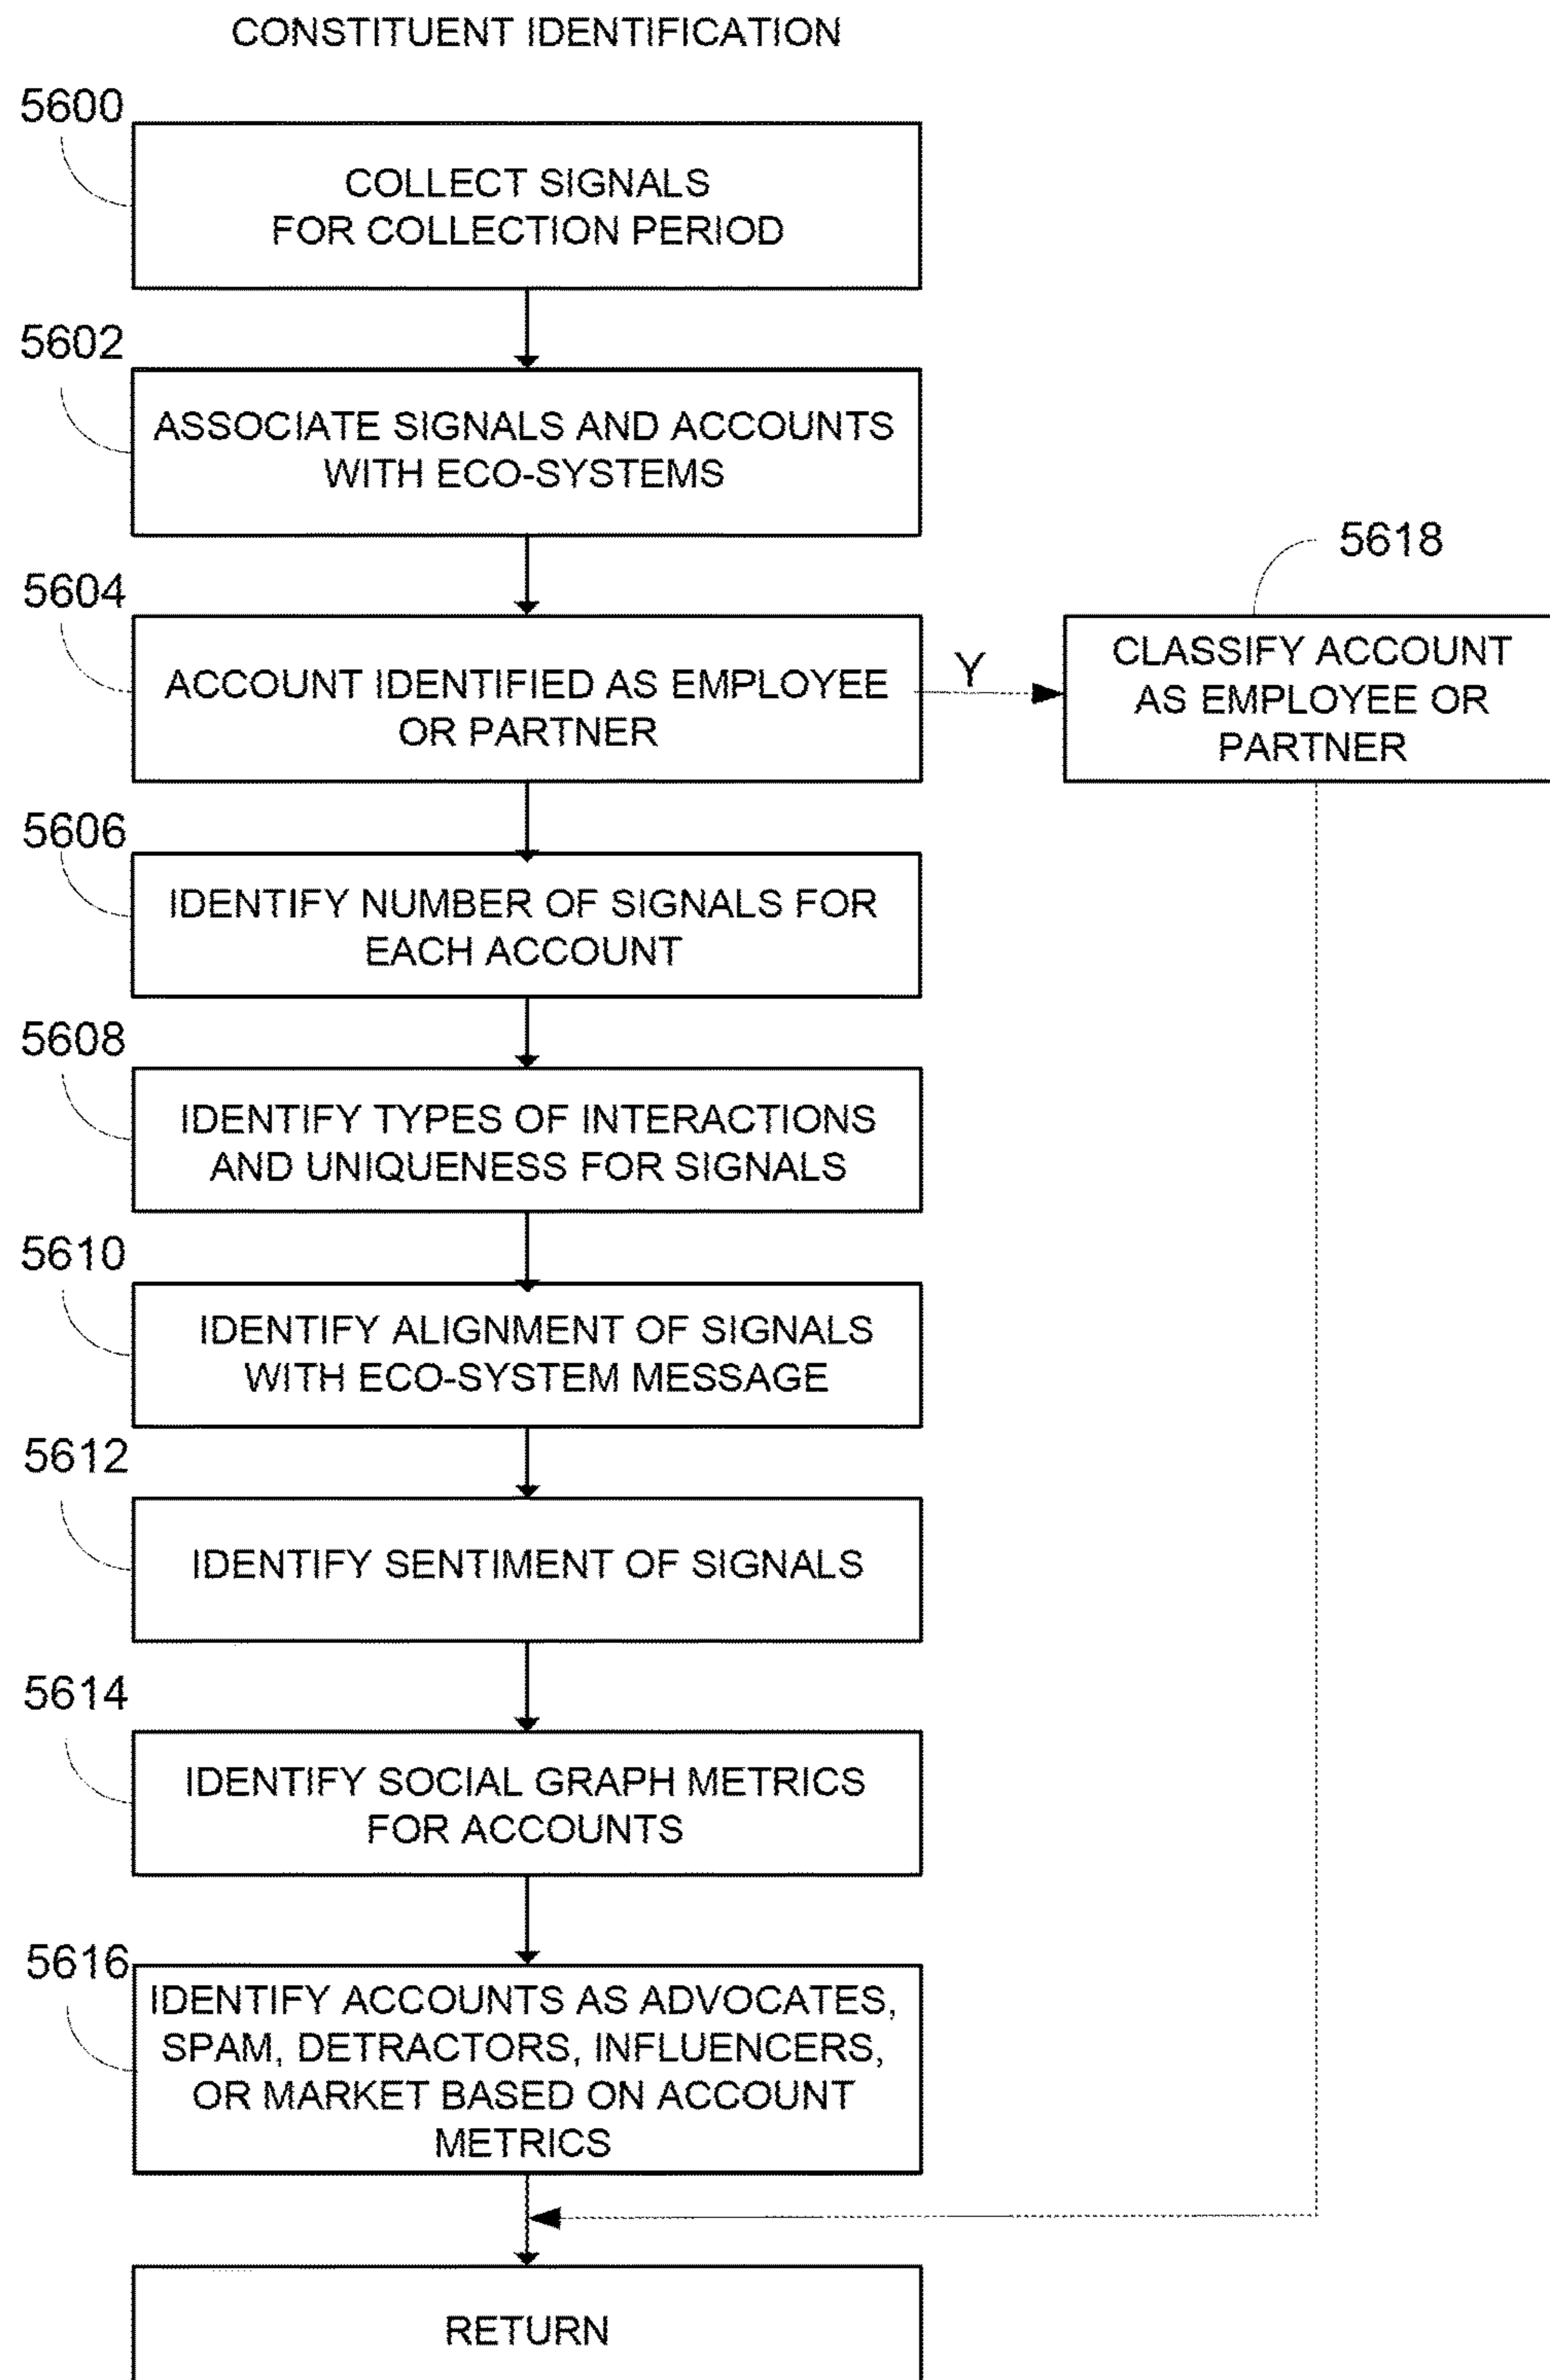 CONSTITUENT IDENTIFICATION
5600
COLLECT SIGNALS
FOR COLLECTION PERIOD
5602
ASSOCIATE SIGNALS AND ACCOUNTS
WITH ECO-SYSTEMS
5604
ACCOUNT IDENTIFIED AS EMPLOYEE
OR PARTNER
Y
5618
CLASSIFY ACCOUNT
AS EMPLOYEE OR
PARTNER
5606
IDENTIFY NUMBER OF SIGNALS FOR
EACH ACCOUNT
5608
IDENTIFY TYPES OF INTERACTIONS
AND UNIQUENESS FOR SIGNALS
5610
IDENTIFY ALIGNMENT OF SIGNALS
WITH ECO-SYSTEM MESSAGE
5612
IDENTIFY SENTIMENT OF SIGNALS
5614
IDENTIFY SOCIAL GRAPH METRICS
FOR ACCOUNTS
5616
IDENTIFY ACCOUNTS AS ADVOCATES,
SPAM, DETRACTORS, INFLUENCERS,
OR MARKET BASED ON ACCOUNT
METRICS
RETURN